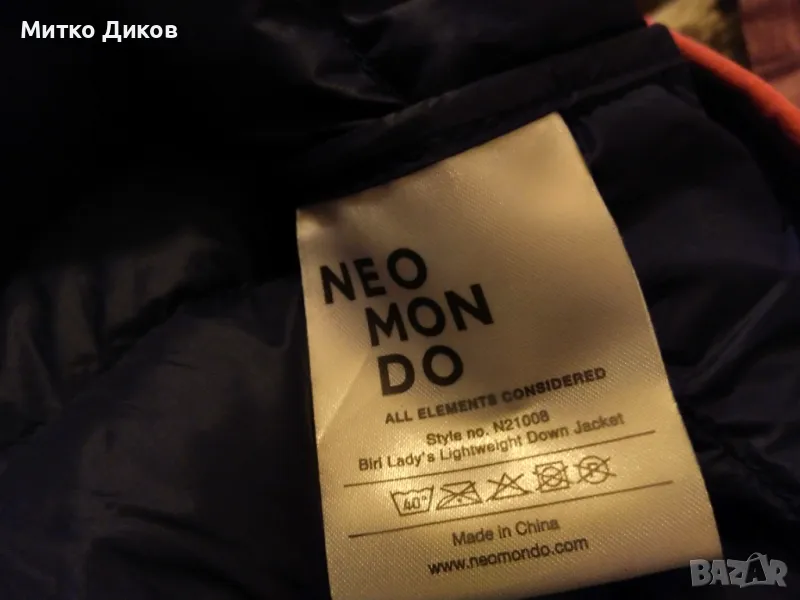 Митко Диков
NEO
MON
DO
ALL ELEMENTS CONSIDERED
Style no. N21008
Biri Lady's Lightweight Down Jacket
40°
P
Made in China
www.neomondo.com
BAZAR